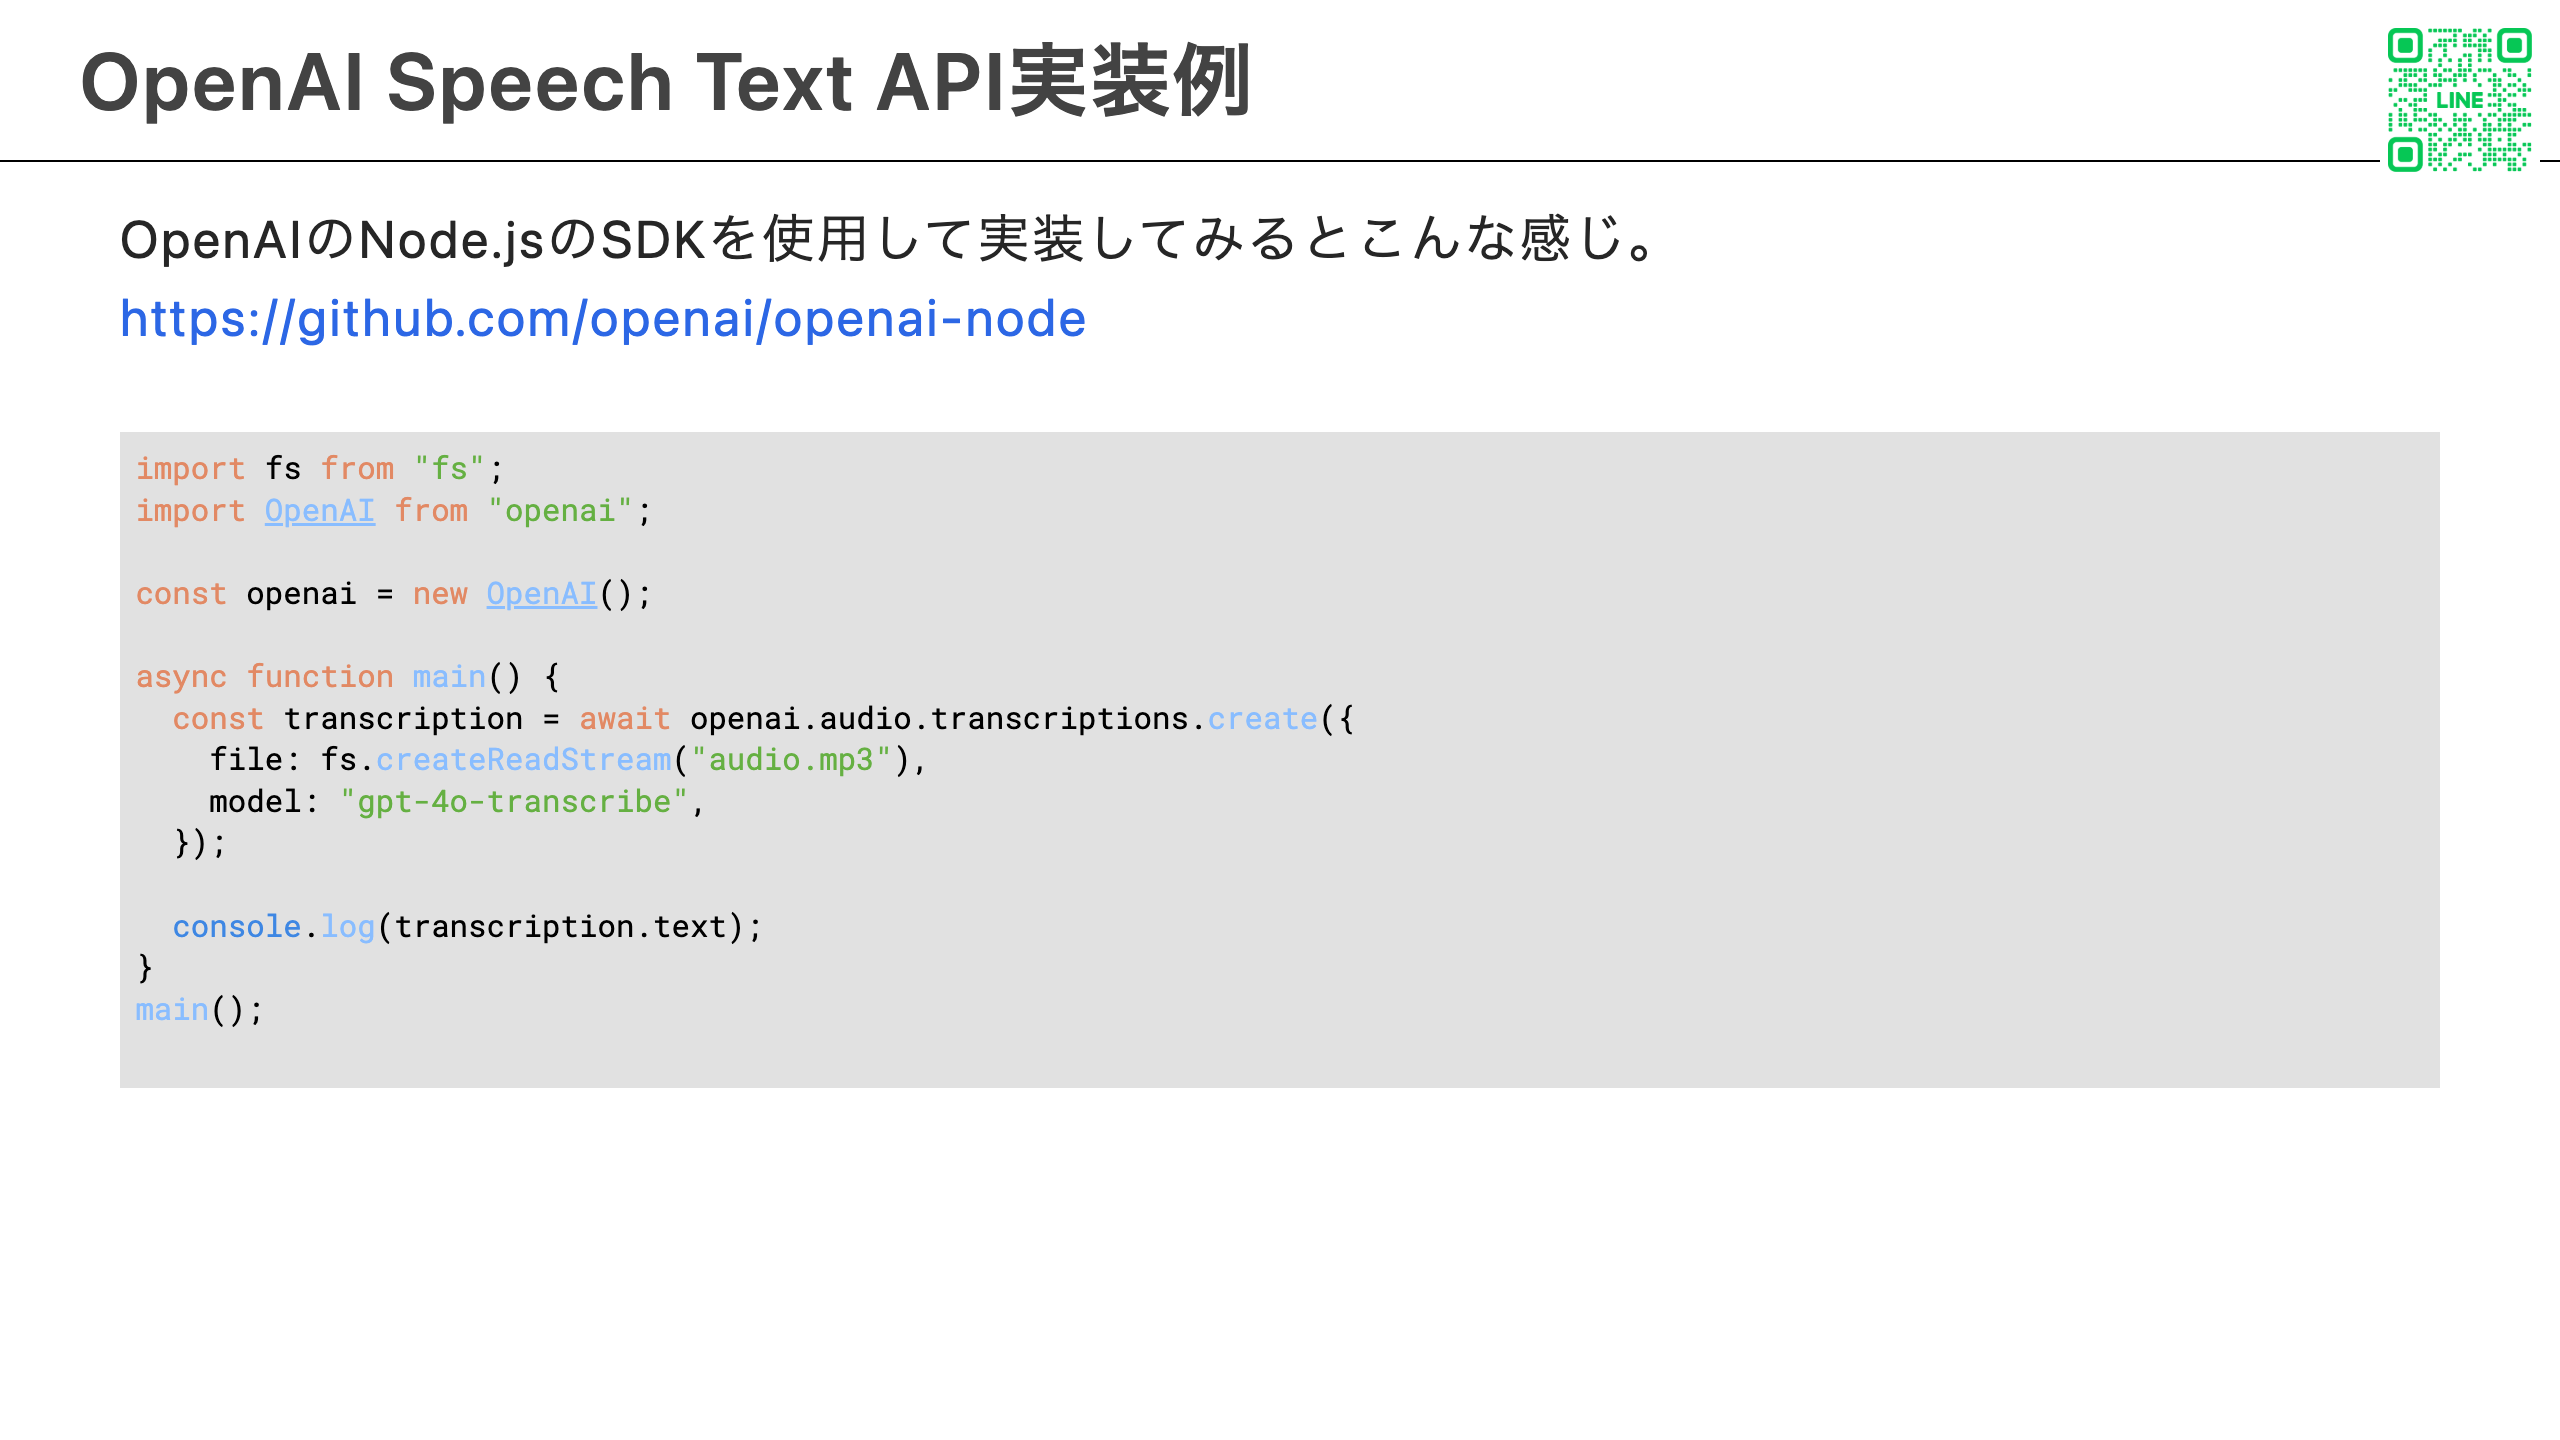 OpenAI Speech Text API実装例
LINE
OpenAIのNode.jsのSDKを使用して実装してみるとこんな感じ。
https://github.com/openai/openai-node
import fs from "fs";
import OpenAI from "openai";
const openai = new OpenAI();
async function main() {
  const transcription = await openai.audio.transcriptions.create({
    file: fs.createReadStream("audio.mp3"),
    model: "gpt-4o-transcribe",
  });
  console.log(transcription.text);
}
main();